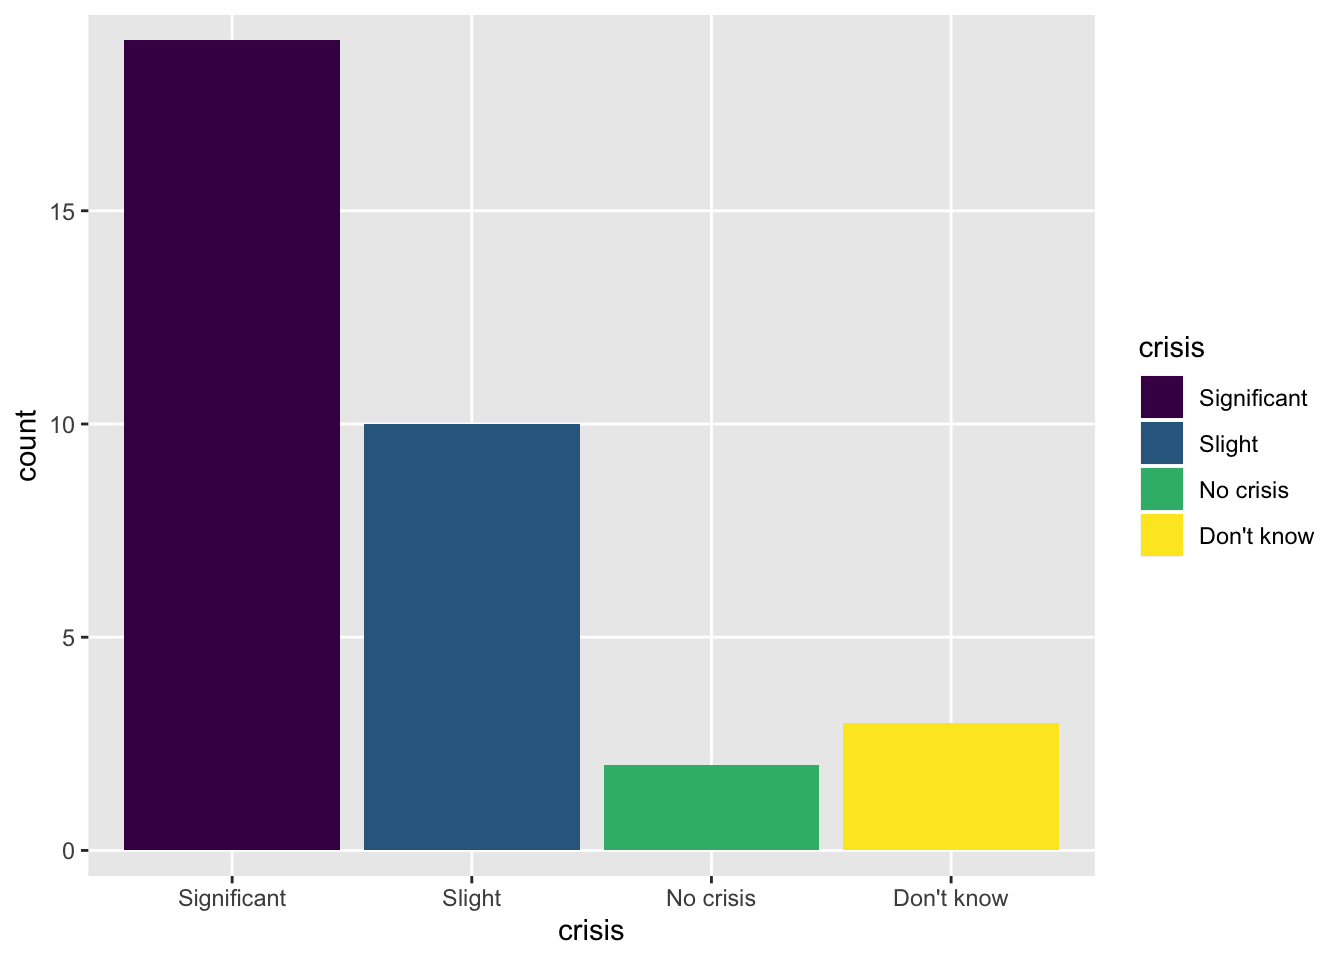 count
15
10
5
0
Significant
Slight
No crisis
Don't know
crisis
crisis
Significant
Slight
No crisis
Don't know